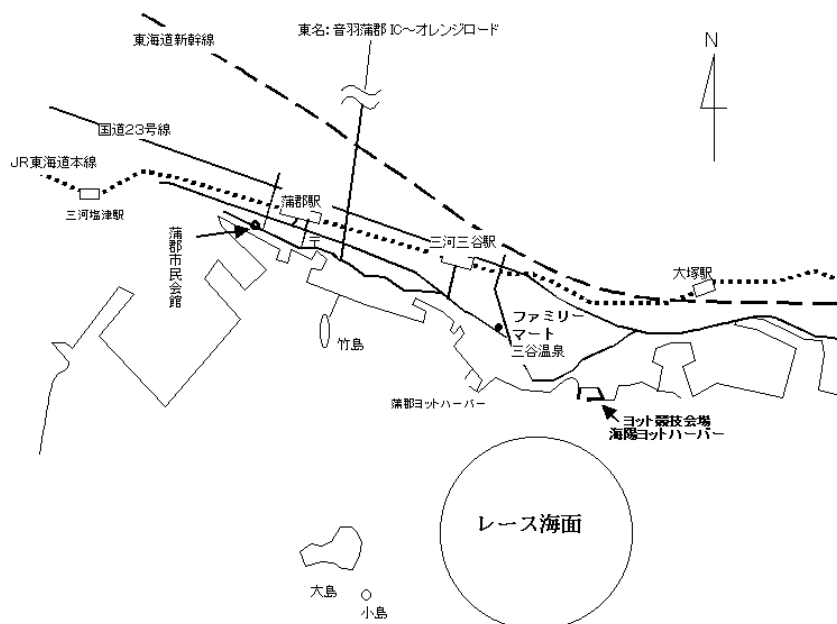 東海道新幹線
東名：音羽蒲郡IC～オレンジロード
N
国道23号線
JR東海道本線
三河塩津駅
蒲郡駅
〒
三河三谷駅
大塚駅
蒲郡市民会館
ファミリー
マート
三谷温泉
竹島
蒲郡ヨットハーバー
ヨット競技会場
海陽ヨットハーバー
レース海面
大島
小島